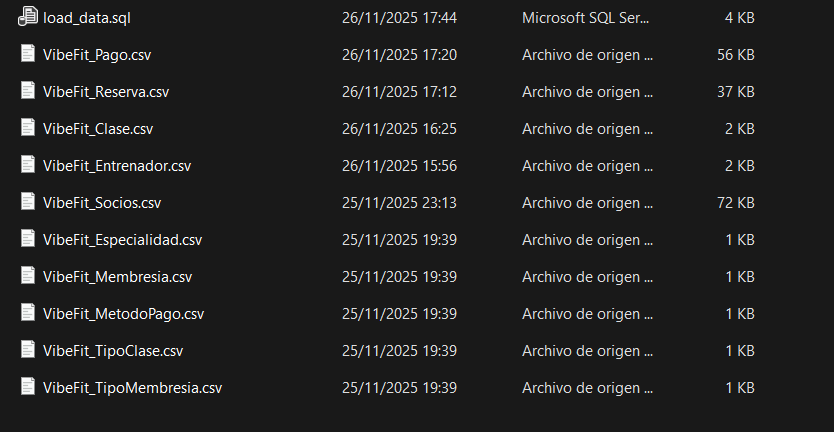 load_data.sql 26/11/2025 17:44 Microsoft SQL Ser... 4 KB
VibeFit_Pago.csv 26/11/2025 17:20 Archivo de origen ... 56 KB
VibeFit_Reserva.csv 26/11/2025 17:12 Archivo de origen ... 37 KB
VibeFit_Clase.csv 26/11/2025 16:25 Archivo de origen ... 2 KB
VibeFit_Entrenador.csv 26/11/2025 15:56 Archivo de origen ... 2 KB
VibeFit_Socios.csv 25/11/2025 23:13 Archivo de origen ... 72 KB
VibeFit_Especialidad.csv 25/11/2025 19:39 Archivo de origen ... 1 KB
VibeFit_Membresia.csv 25/11/2025 19:39 Archivo de origen ... 1 KB
VibeFit_MetodoPago.csv 25/11/2025 19:39 Archivo de origen ... 1 KB
VibeFit_TipoClase.csv 25/11/2025 19:39 Archivo de origen ... 1 KB
VibeFit_TipoMembresia.csv 25/11/2025 19:39 Archivo de origen ... 1 KB